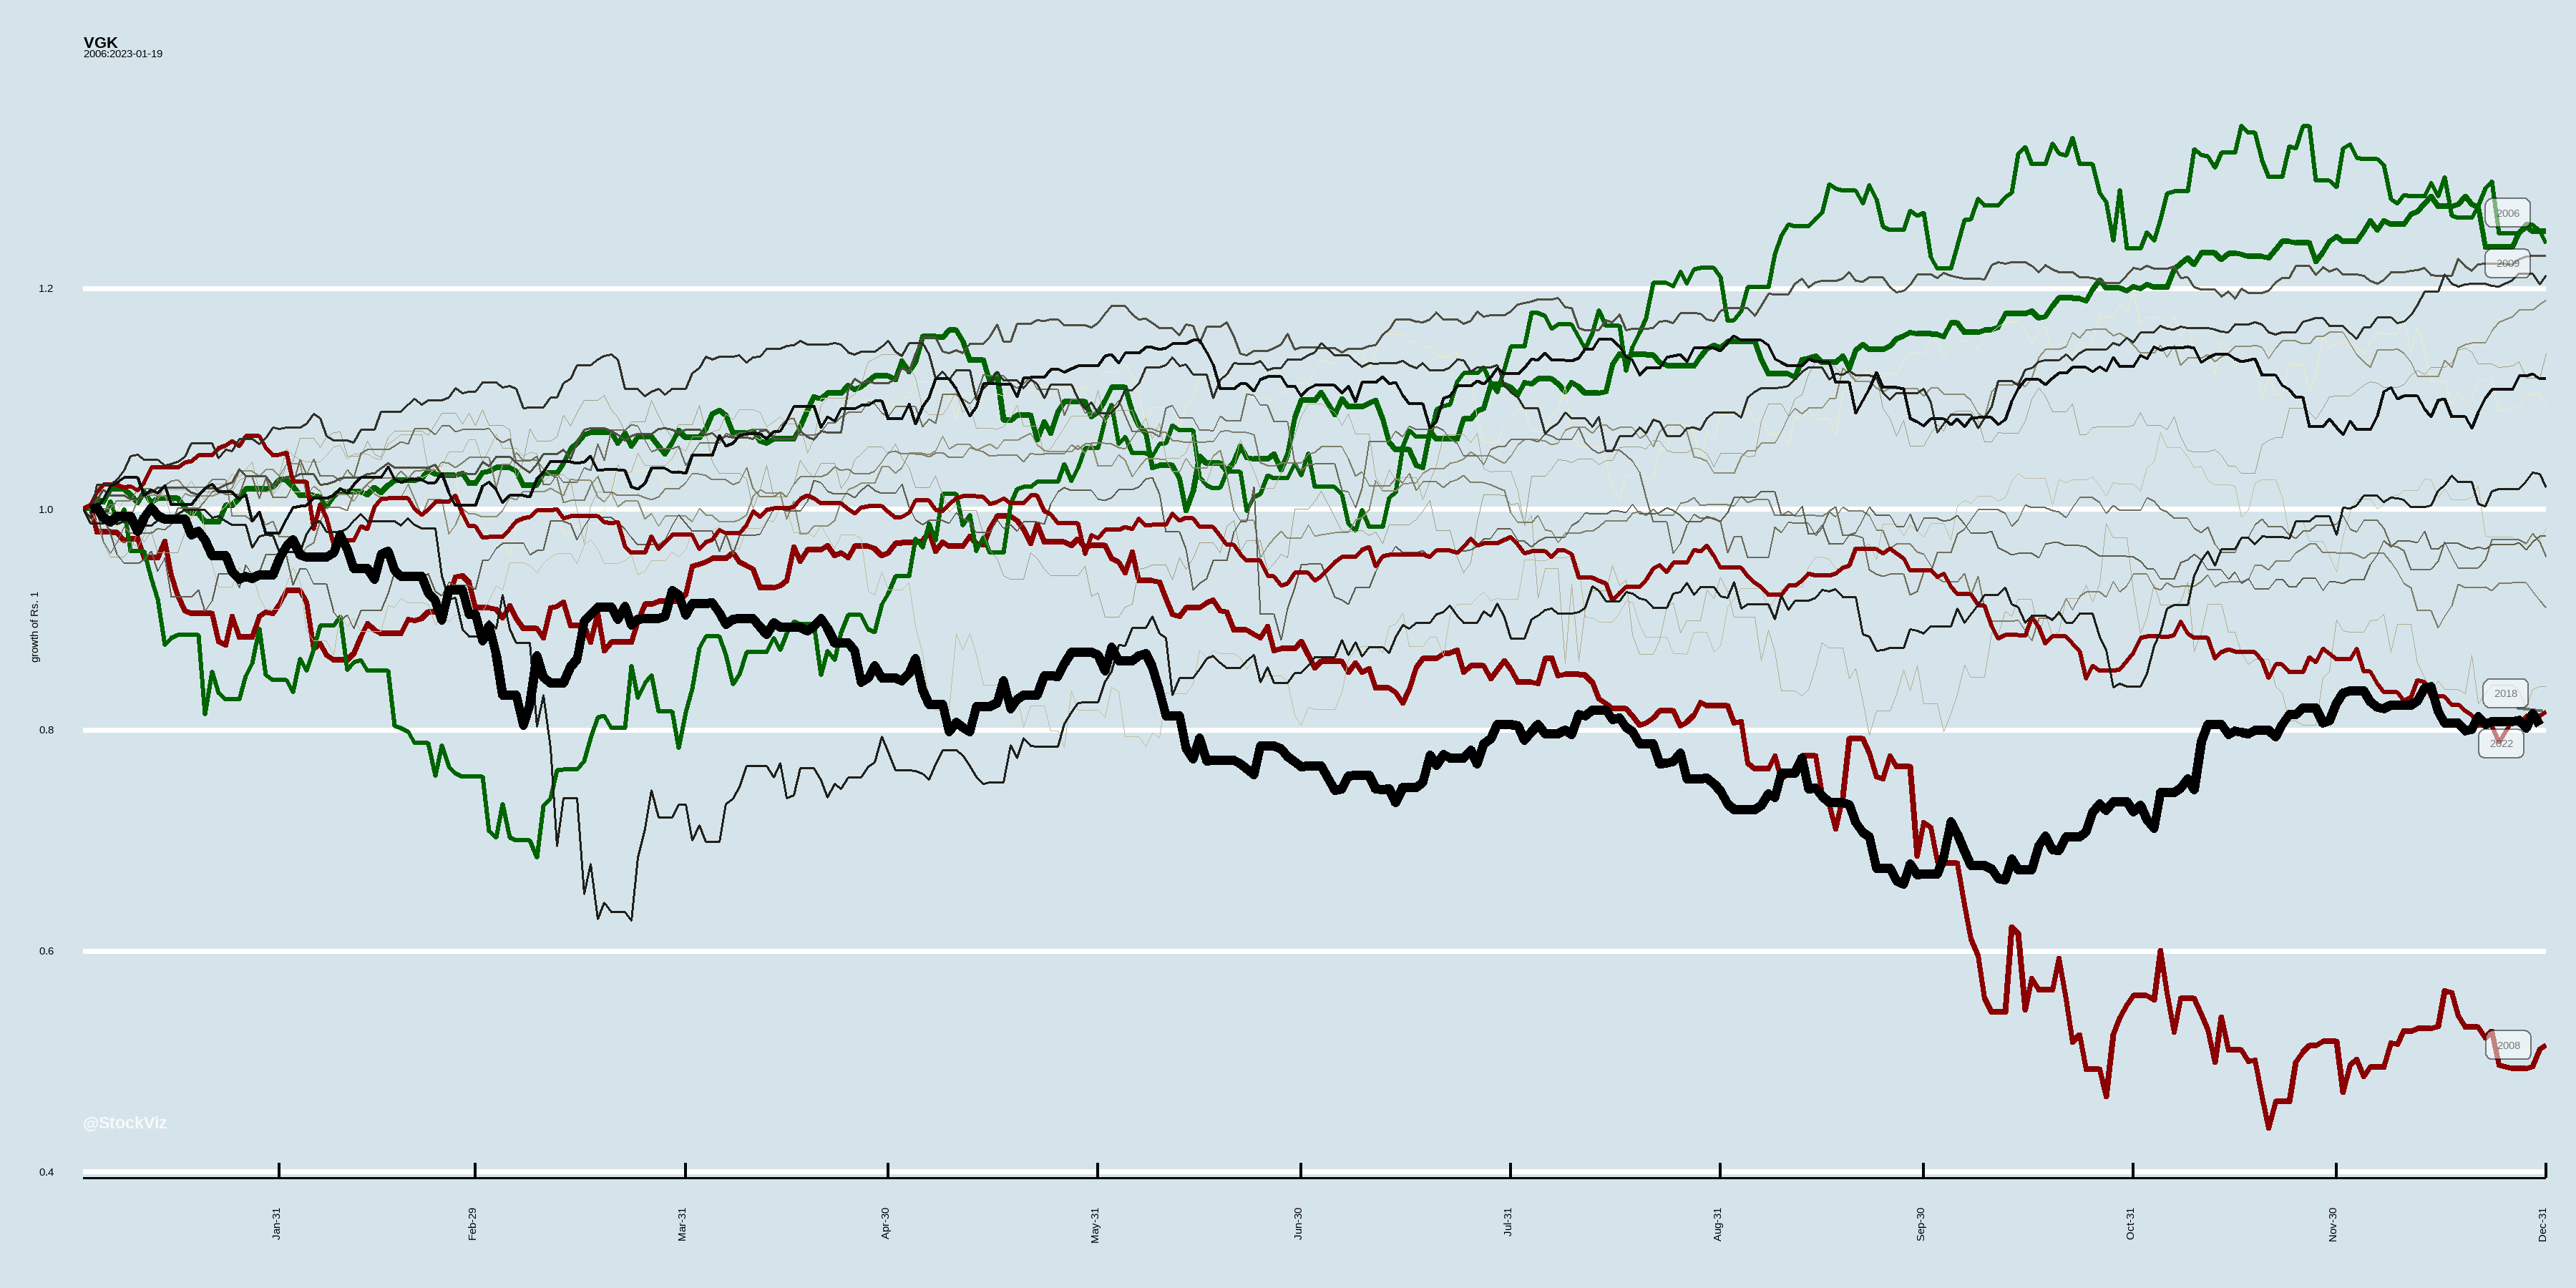 VGK
2006:2023-01-19
2006
1.2
2009
1.0
growth of Rs. 1
2018
0.8
2022
0.6
2008
@StockViz
0.4
Jan-31
Feb-29
Mar-31
Apr-30
May-31
Jun-30
Jul-31
Aug-31
Sep-30
Oct-31
Nov-30
Dec-31